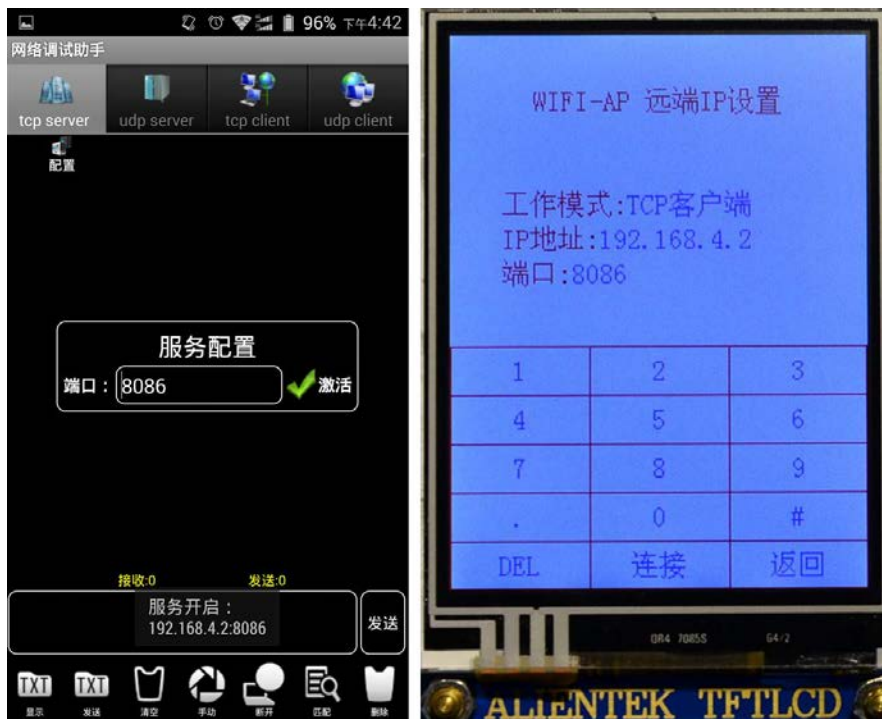 96% 下午4:42
网络调试助手
tcp server
udp server
tcp client
udp client
配置
服务配置
端口：
8086
激活
接收:0
发送:0
服务开启：
192.168.4.2:8086
发送
TXT
TXT
显示
发送
清空
手动
断开
匹配
删除
WIFI-AP 远端IP设置
工作模式:TCP客户端
IP地址:192.168.4.2
端口:8086
1 2 3
4 5 6
7 8 9
. 0 #
DEL 连接 返回
ALIENTEK TFTLCD